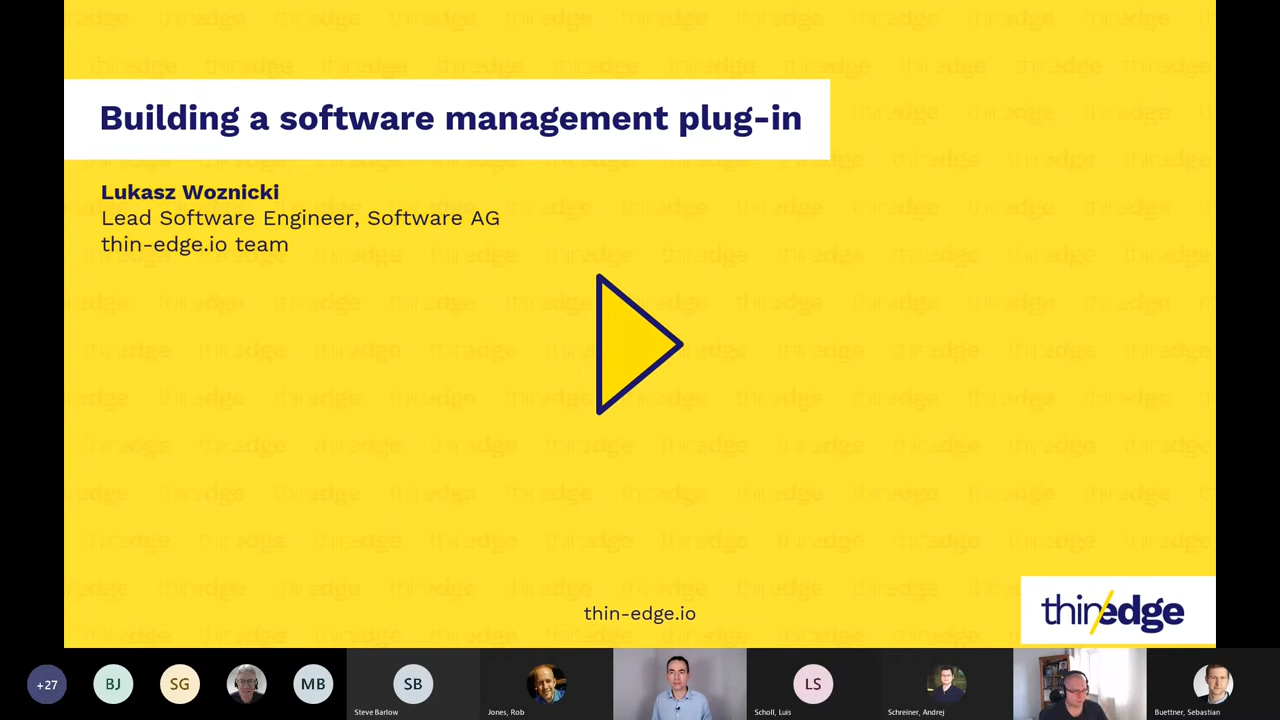 Building a software management plug-in
Lukasz Woznicki
Lead Software Engineer, Software AG
thin-edge.io team
thin-edge.io
thin/edge
+27
BJ
SG
MB
SB
Steve Barlow
Jones, Rob
LS
Scholl, Luis
Schreiner, Andrej
Buettner, Sebastian